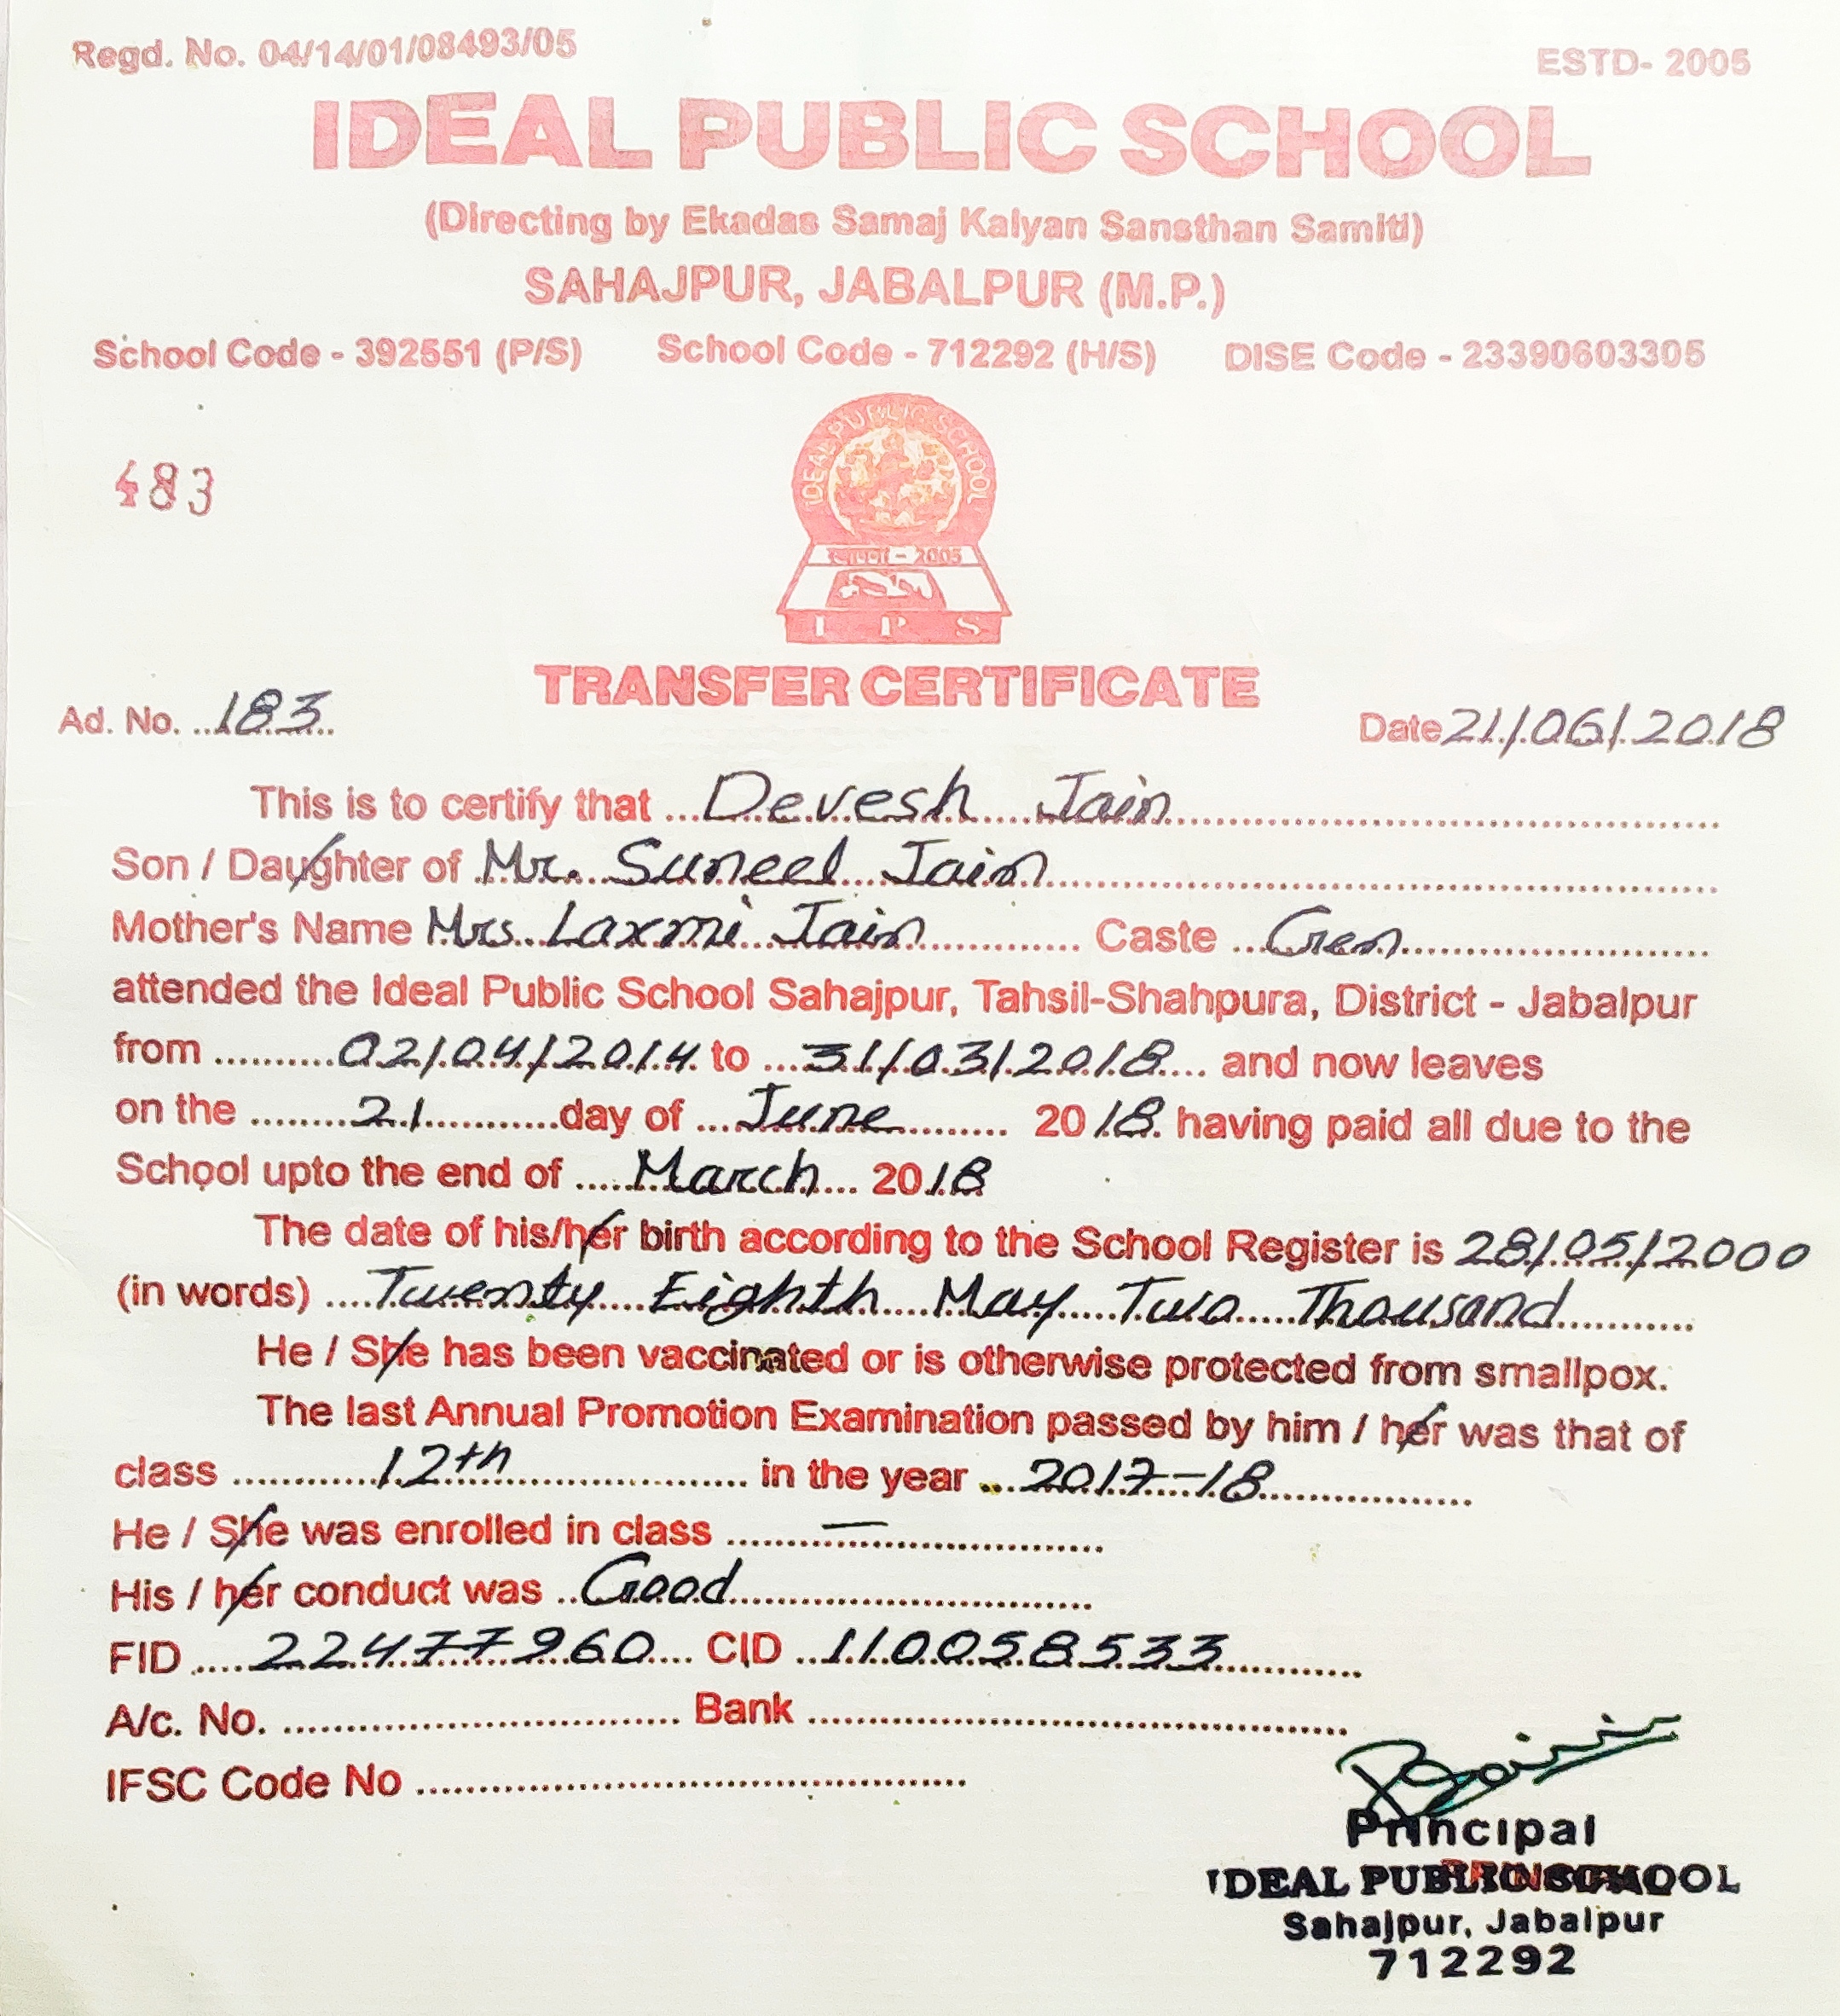 Regd. No. 04/14/01/08493/05 ESTD- 2005
IDEAL PUBLIC SCHOOL
(Directing by Ekadas Samaj Kalyan Sansthan Samiti)
SAHAJPUR, JABALPUR (M.P.)
School Code - 392551 (P/S) School Code - 712292 (H/S) DISE Code - 23390603305
IDEAL PUBLIC SCHOOL
483
- 2005
I P S
TRANSFER CERTIFICATE
Ad. No. ..183.. Date 21/06/2018
This is to certify that ...Devesh Jain...
Son / Daughter of Mr. Suneel Jain...
Mother's Name Mrs. Laxmi Jain... Caste ...Gen...
attended the Ideal Public School Sahajpur, Tahsil-Shahpura, District - Jabalpur
from ...02/04/2014 to ...31/03/2018... and now leaves
on the ...21...day of ...June... 2018 having paid all due to the
School upto the end of ...March... 2018
The date of his/her birth according to the School Register is 28/05/2000
(in words) ...Twenty Eighth May Two Thousand...
He / She has been vaccinated or is otherwise protected from smallpox.
The last Annual Promotion Examination passed by him / her was that of
class ...12th... in the year ...2017-18...
He / She was enrolled in class ...—...
His / her conduct was ..Good...
FID ...22477960... CID ..110058533...
A/c. No. ... Bank ...
IFSC Code No ...
Principal
IDEAL PUBLIC SCHOOL
Sahajpur, Jabalpur
712292